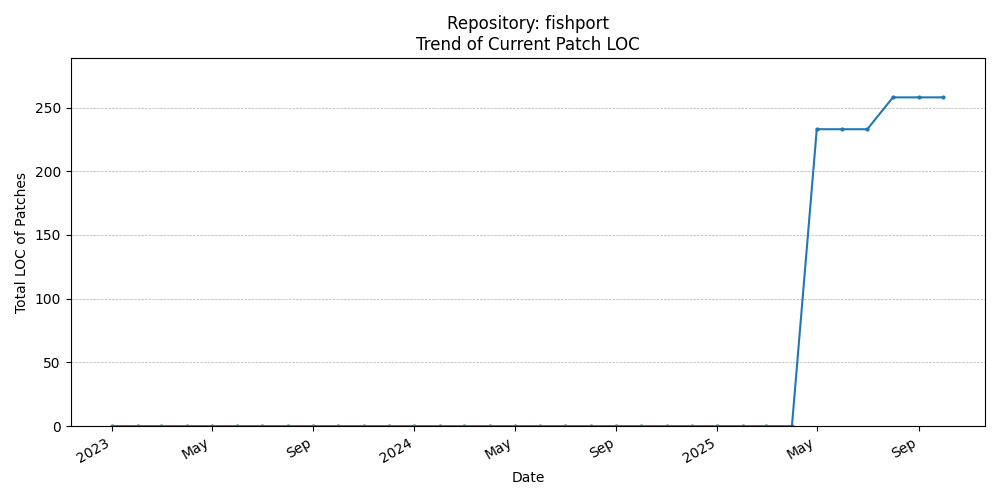 Repository: fishport
Trend of Current Patch LOC
Total LOC of Patches
250
200
150
100
50
0
2023
May
Sep
2024
May
Sep
2025
May
Sep
Date